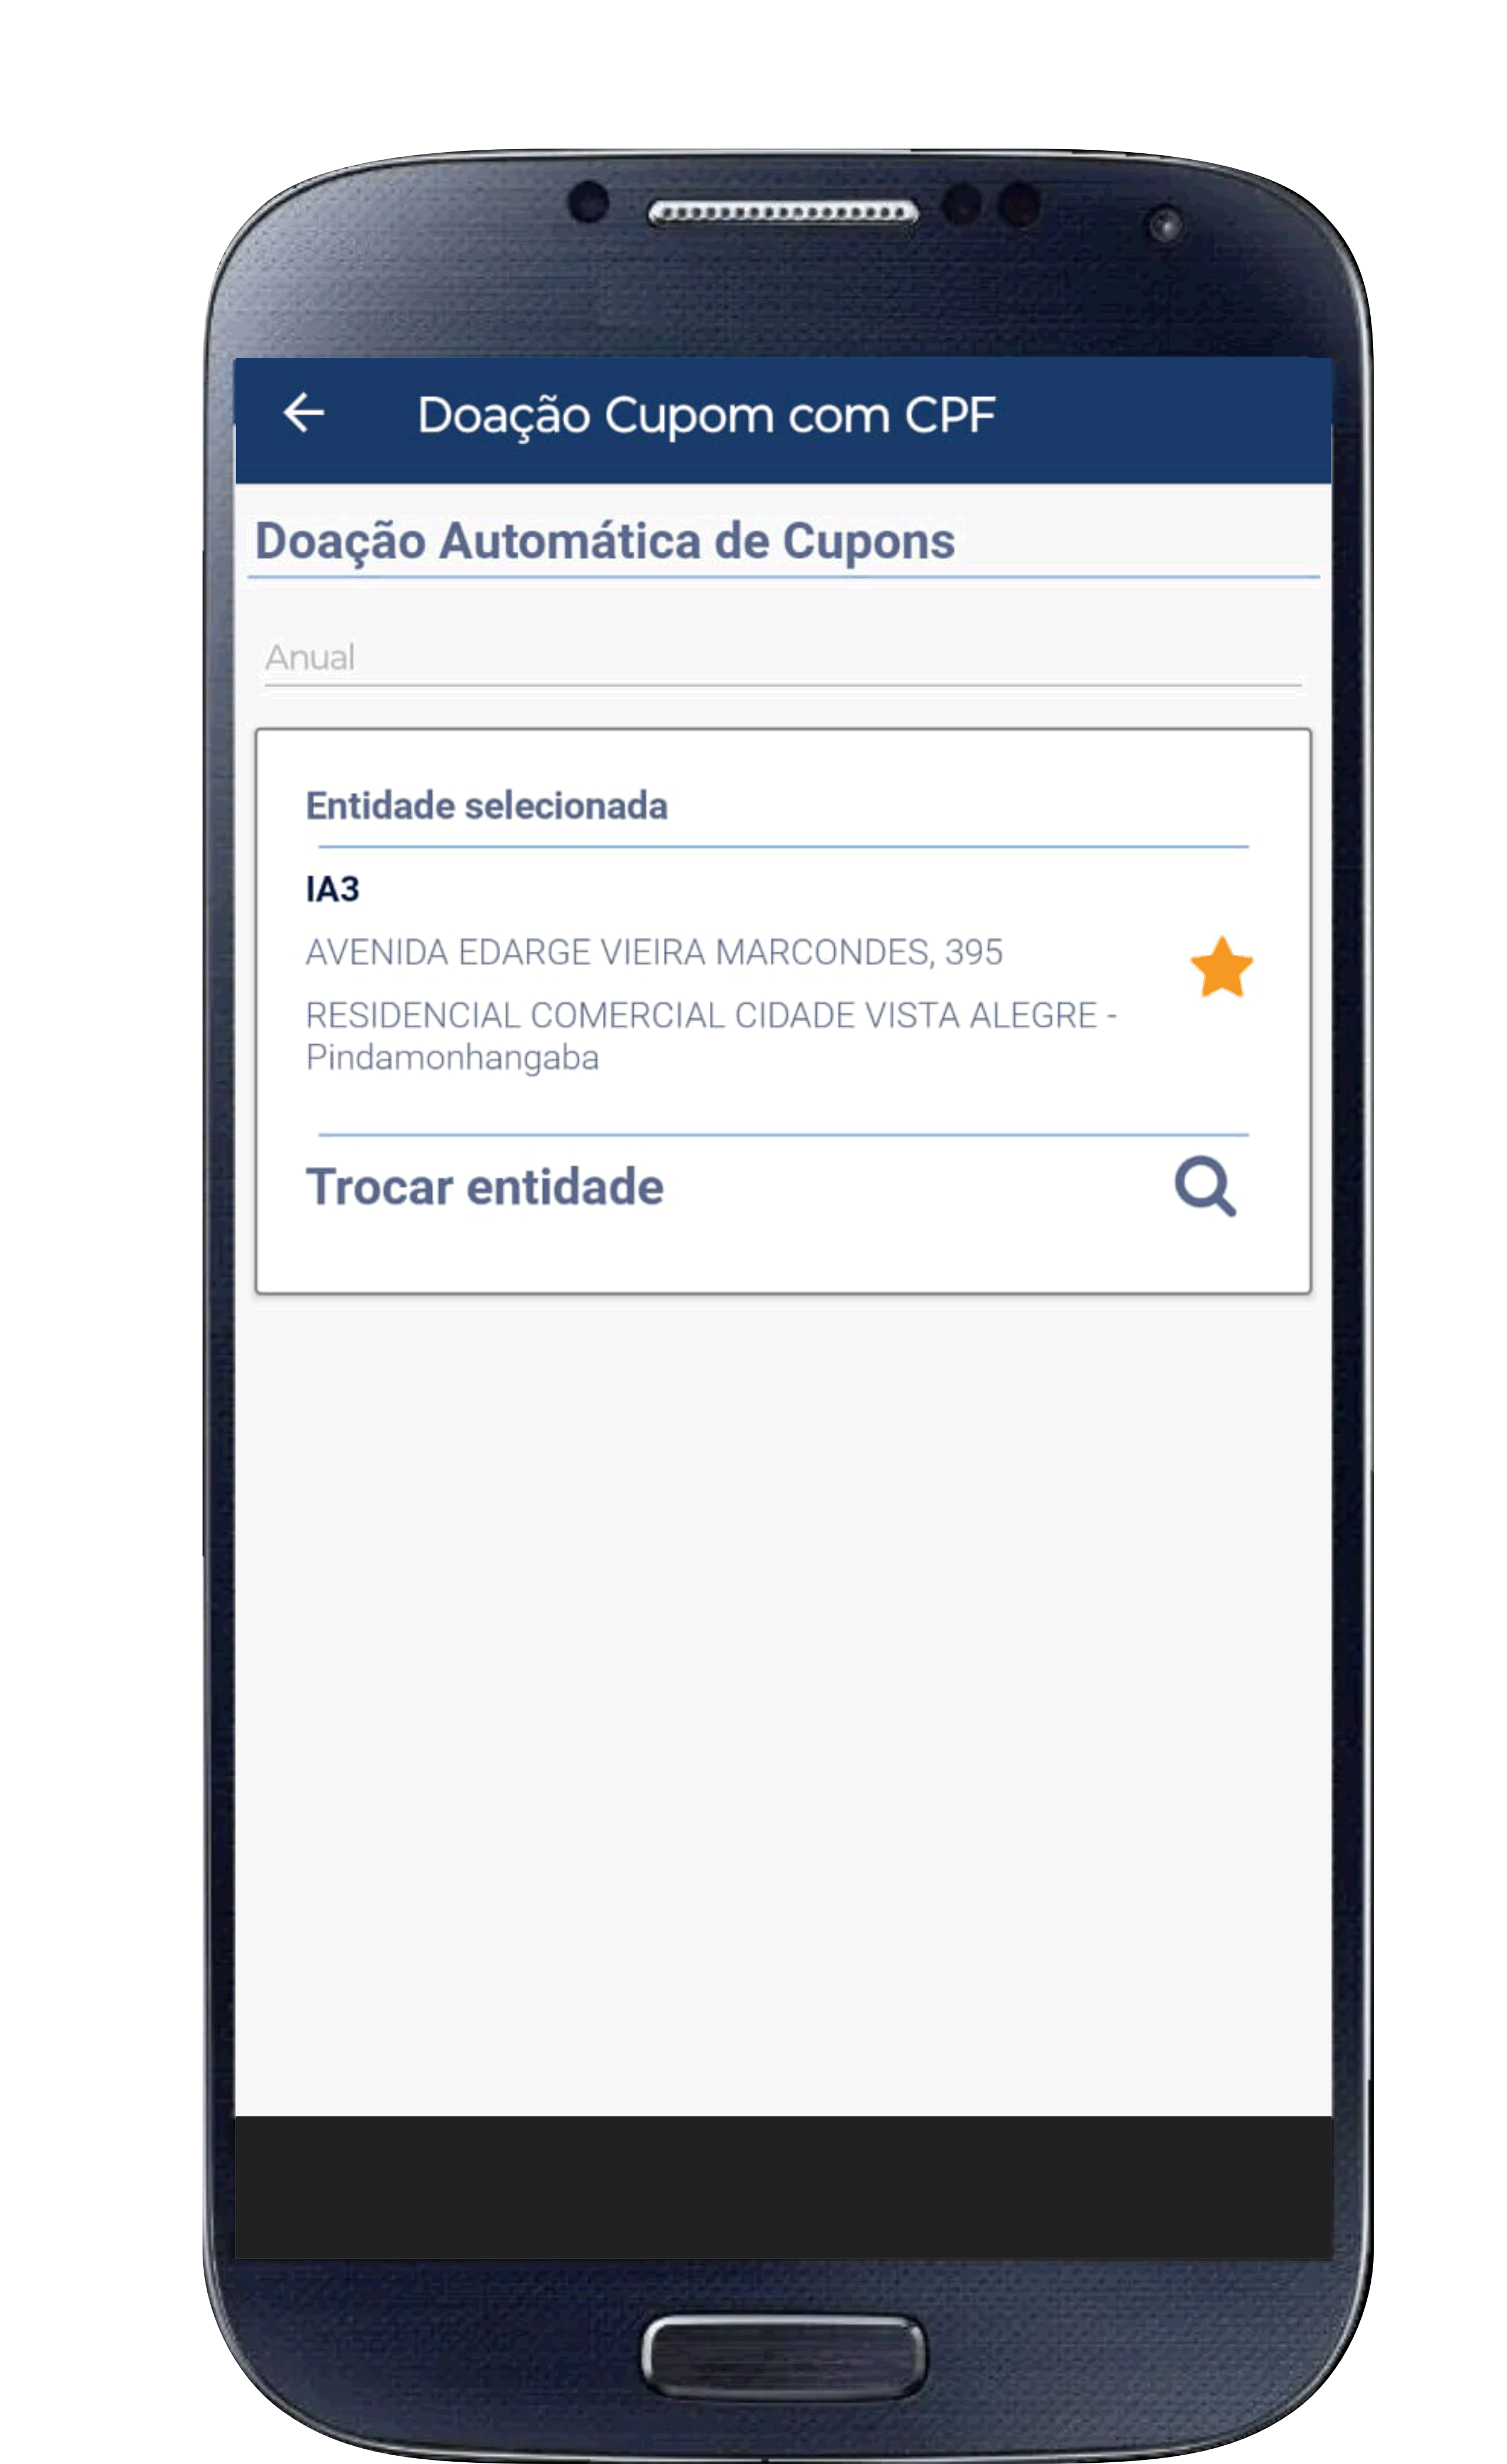 Doação Cupom com CPF
Doação Automática de Cupons
Anual
Entidade selecionada
IA3
AVENIDA EDARGE VIEIRA MARCONDES, 395
RESIDENCIAL COMERCIAL CIDADE VISTA ALEGRE -
Pindamonhangaba
Trocar entidade